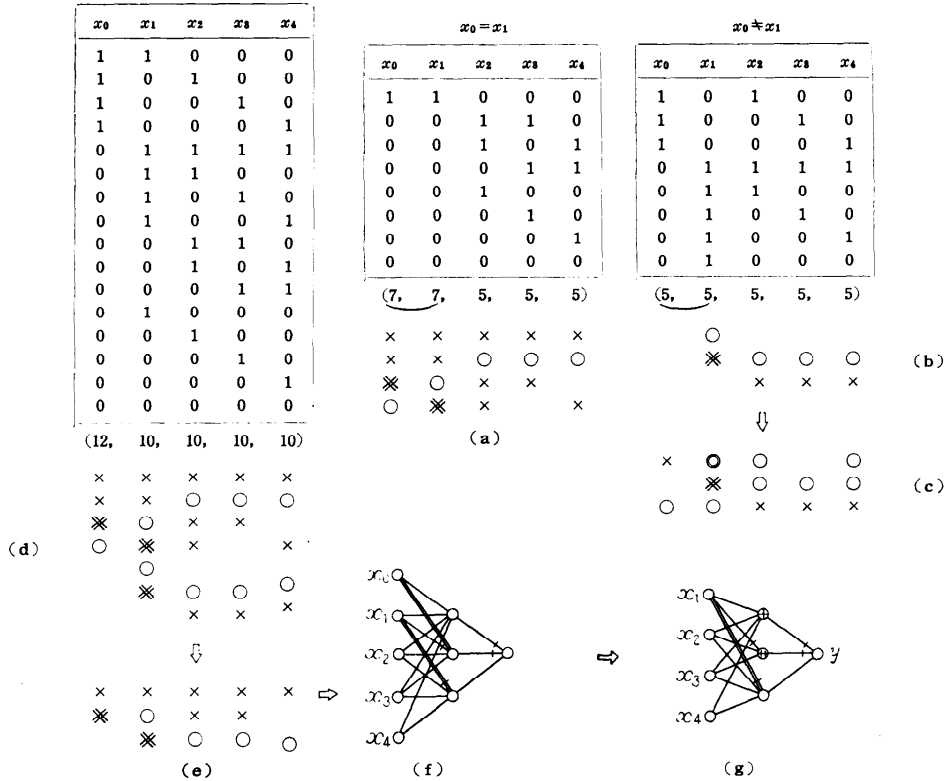 x₀ x₁ x₂ x₃ x₄
1 1 0 0 0
1 0 1 0 0
1 0 0 1 0
1 0 0 0 1
0 1 1 1 1
0 1 1 0 0
0 1 0 1 0
0 1 0 0 1
0 0 1 1 0
0 0 1 0 1
0 0 0 1 1
0 1 0 0 0
0 0 1 0 0
0 0 0 1 0
0 0 0 0 1
0 0 0 0 0
(12, 10, 10, 10, 10)
(d)
(e)
x₀=x₁
x₀ x₁ x₂ x₃ x₄
1 1 0 0 0
0 0 1 1 0
0 0 1 0 1
0 0 0 1 1
0 0 1 0 0
0 0 0 1 0
0 0 0 0 1
0 0 0 0 0
(7, 7, 5, 5, 5)
(a)
x₀≠x₁
x₀ x₁ x₂ x₃ x₄
1 0 1 0 0
1 0 0 1 0
1 0 0 0 1
0 1 1 1 1
0 1 1 0 0
0 1 0 1 0
0 1 0 0 1
0 1 0 0 0
(5, 5, 5, 5, 5)
(b)
(c)
x₀
x₁
x₂
x₃
x₄
(f)
x₁
x₂
x₃
x₄
y
(g)